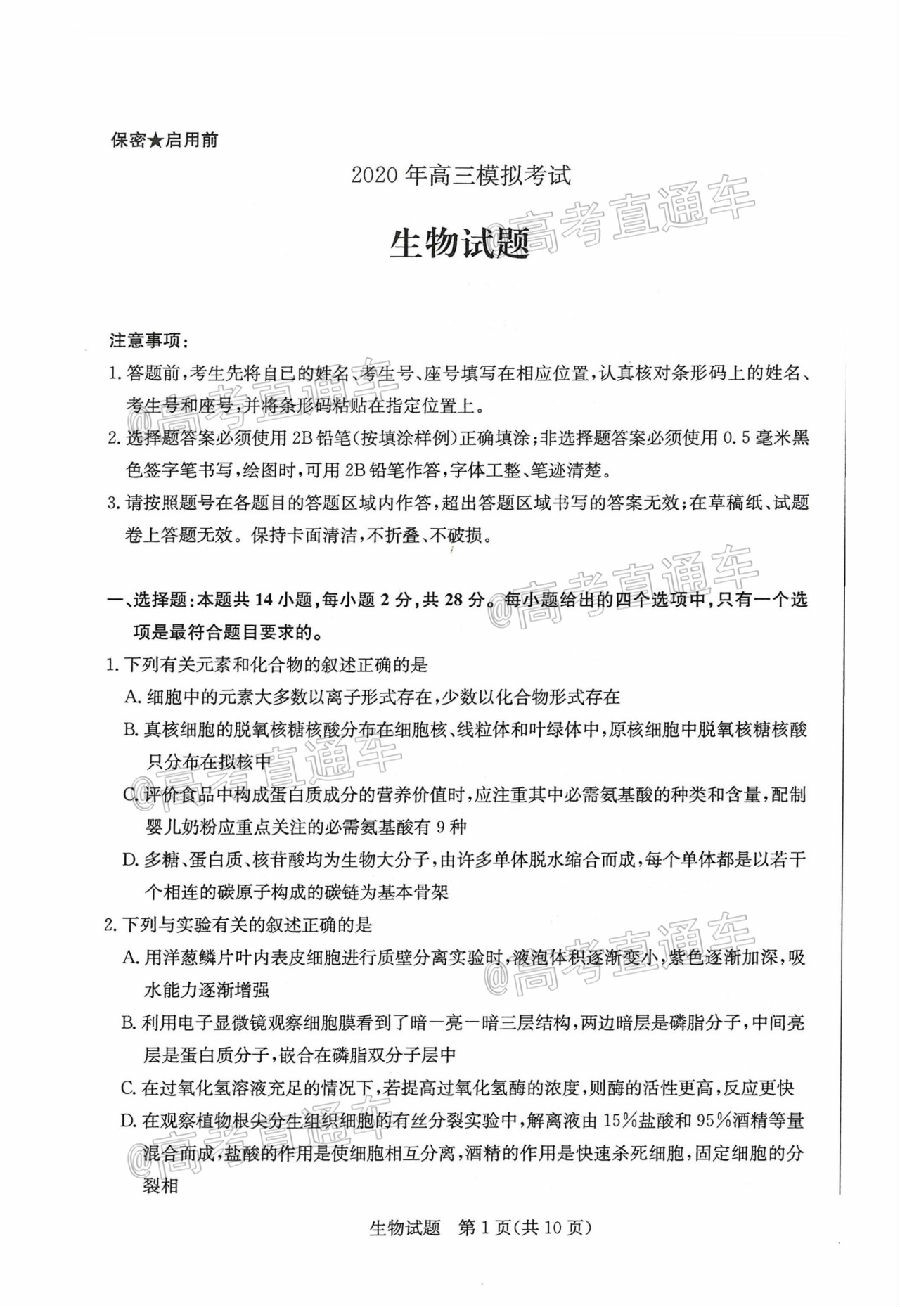 保密★启用前
2020 年高三模拟考试
生物试题
注意事项:
1. 答题前,考生先将自己的姓名、考生号、座号填写在相应位置,认真核对条形码上的姓名、
考生号和座号,并将条形码粘贴在指定位置上。
2. 选择题答案必须使用 2B 铅笔(按填涂样例)正确填涂;非选择题答案必须使用 0.5 毫米黑
色签字笔书写,绘图时,可用 2B 铅笔作答,字体工整、笔迹清楚。
3. 请按照题号在各题目的答题区域内作答,超出答题区域书写的答案无效;在草稿纸、试题
卷上答题无效。保持卡面清洁,不折叠、不破损。
一、选择题:本题共 14 小题,每小题 2 分,共 28 分。每小题给出的四个选项中,只有一个选
项是最符合题目要求的。
1. 下列有关元素和化合物的叙述正确的是
A. 细胞中的元素大多数以离子形式存在,少数以化合物形式存在
B. 真核细胞的脱氧核糖核酸分布在细胞核、线粒体和叶绿体中,原核细胞中脱氧核糖核酸
只分布在拟核中
C. 评价食品中构成蛋白质成分的营养价值时,应注重其中必需氨基酸的种类和含量,配制
婴儿奶粉应重点关注的必需氨基酸有 9 种
D. 多糖、蛋白质、核苷酸均为生物大分子,由许多单体脱水缩合而成,每个单体都是以若干
个相连的碳原子构成的碳链为基本骨架
2. 下列与实验有关的叙述正确的是
A. 用洋葱鳞片叶内表皮细胞进行质壁分离实验时,液泡体积逐渐变小,紫色逐渐加深,吸
水能力逐渐增强
B. 利用电子显微镜观察细胞膜看到了暗—亮—暗三层结构,两边暗层是磷脂分子,中间亮
层是蛋白质分子,嵌合在磷脂双分子层中
C. 在过氧化氢溶液充足的情况下,若提高过氧化氢酶的浓度,则酶的活性更高,反应更快
D. 在观察植物根尖分生组织细胞的有丝分裂实验中,解离液由 15%盐酸和 95%酒精等量
混合而成,盐酸的作用是使细胞相互分离,酒精的作用是快速杀死细胞,固定细胞的分
裂相
生物试题 第 1 页(共 10 页)
@高考直通车
@高考直通车
@高考直通车
@高考直通车
@高考直通车
@高考直通车